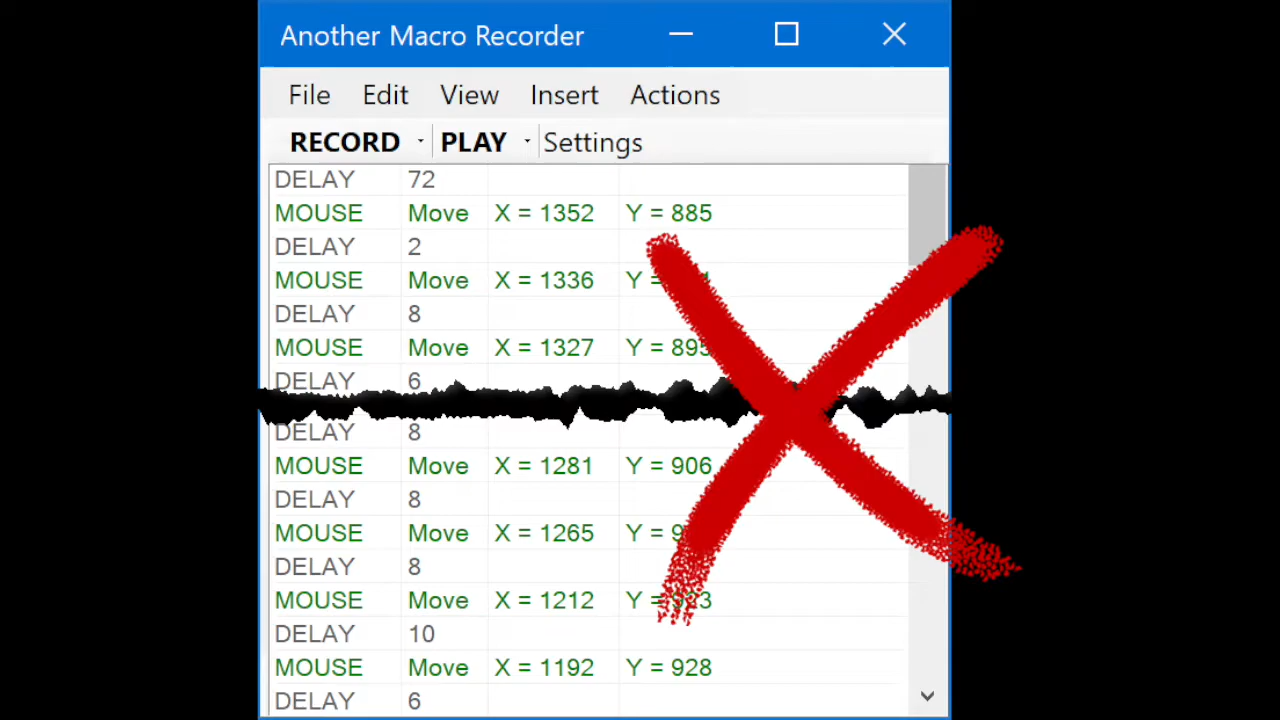 Another Macro Recorder
File Edit View Insert Actions
RECORD PLAY Settings
DELAY 72
MOUSE Move X = 1352 Y = 885
DELAY 2
MOUSE Move X = 1336 Y =
DELAY 8
MOUSE Move X = 1327 Y = 895
DELAY 6
DELAY 8
MOUSE Move X = 1281 Y = 906
DELAY 8
MOUSE Move X = 1265 Y =
DELAY 8
MOUSE Move X = 1212 Y =
DELAY 10
MOUSE Move X = 1192 Y = 928
DELAY 6